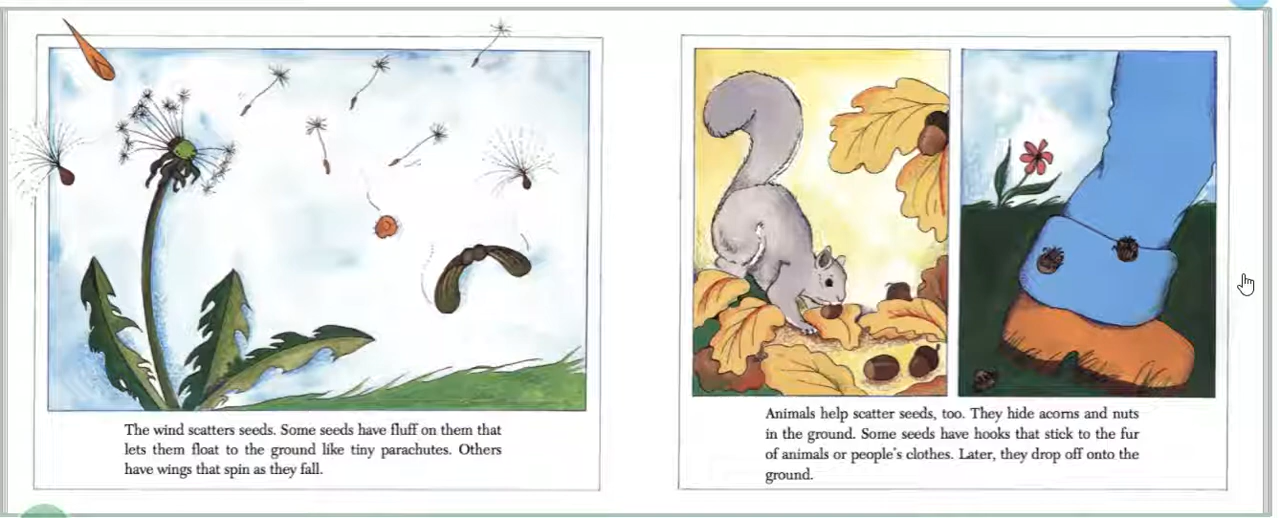 The wind scatters seeds. Some seeds have fluff on them that
lets them float to the ground like tiny parachutes. Others
have wings that spin as they fall.
Animals help scatter seeds, too. They hide acorns and nuts
in the ground. Some seeds have hooks that stick to the fur
of animals or people's clothes. Later, they drop off onto the
ground.